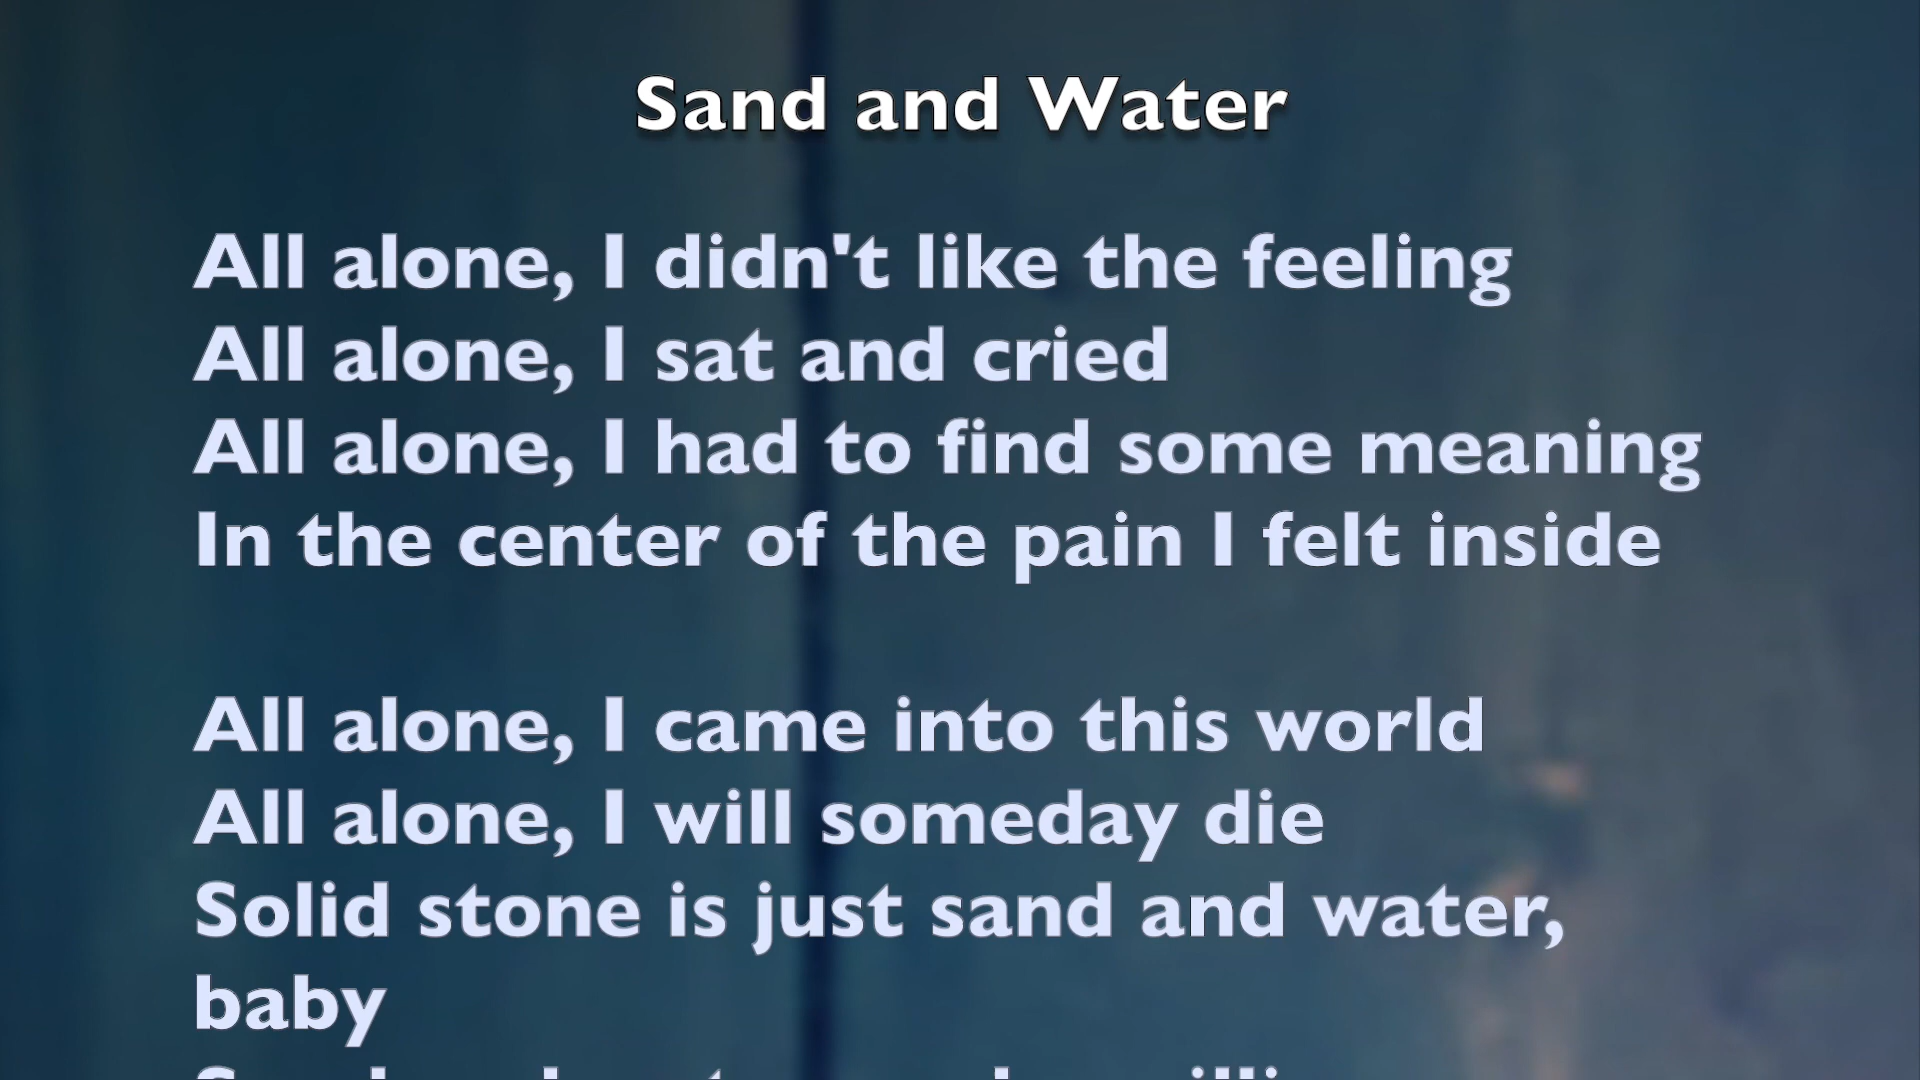 Sand and Water
All alone, I didn't like the feeling
All alone, I sat and cried
All alone, I had to find some meaning
In the center of the pain I felt inside
All alone, I came into this world
All alone, I will someday die
Solid stone is just sand and water,
baby